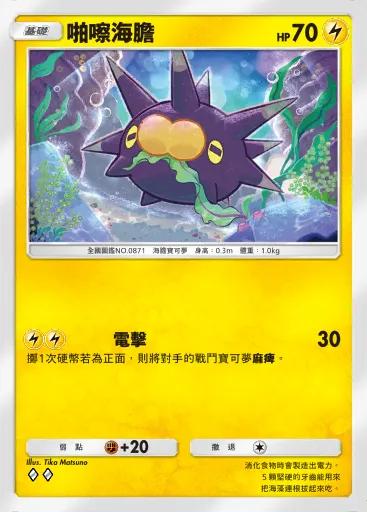 基礎 啪嚓海膽 HP 70
全國圖鑑NO.0871 海膽寶可夢 身高：0.3m 體重：1.0kg
電擊 30
擲1次硬幣若為正面，則將對手的戰鬥寶可夢麻痺。
弱點 +20 撤退
Illus. Tika Matsuno
消化食物時會製造出電力。
5顆堅硬的牙齒能用來
把海藻連根拔起來吃。